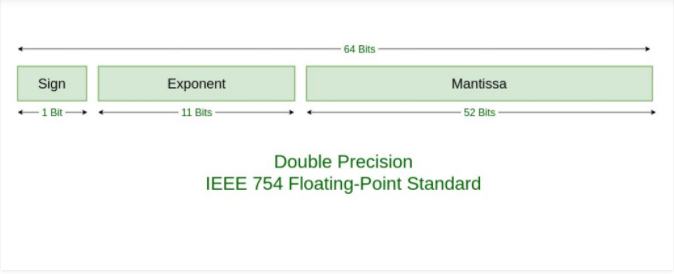 64 Bits
Sign
Exponent
Mantissa
1 Bit
11 Bits
52 Bits
Double Precision
IEEE 754 Floating-Point Standard